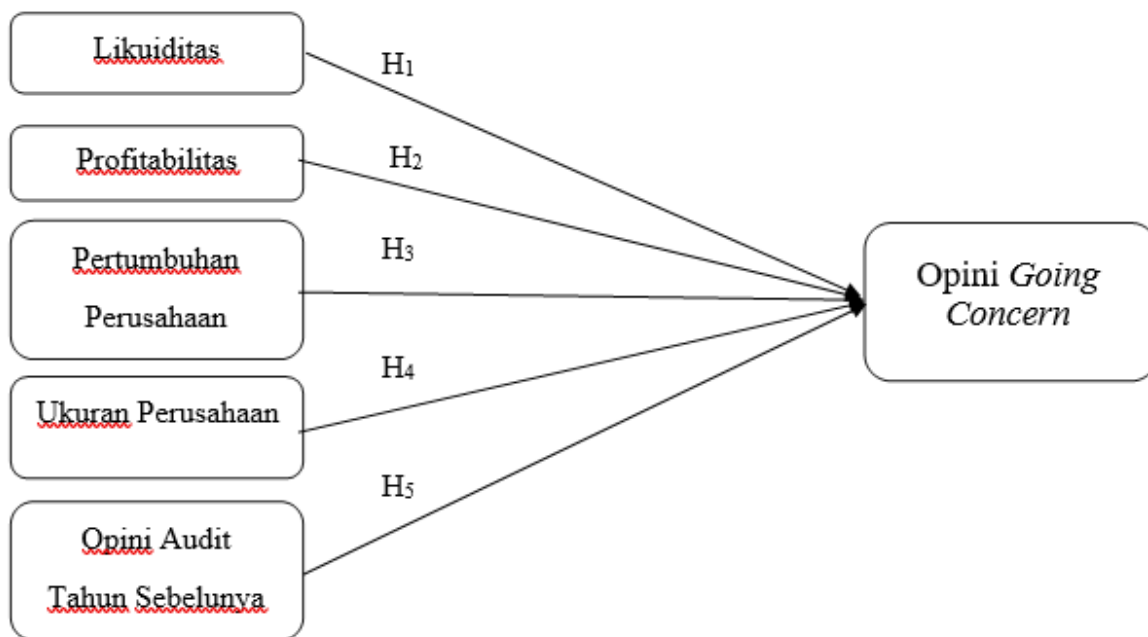 Likuiditas
H₁
Profitabilitas
H₂
Pertumbuhan
Perusahaan
H₃
Ukuran Perusahaan
H₄
Opini Audit
Tahun Sebelunya
H₅
Opini Going
Concern